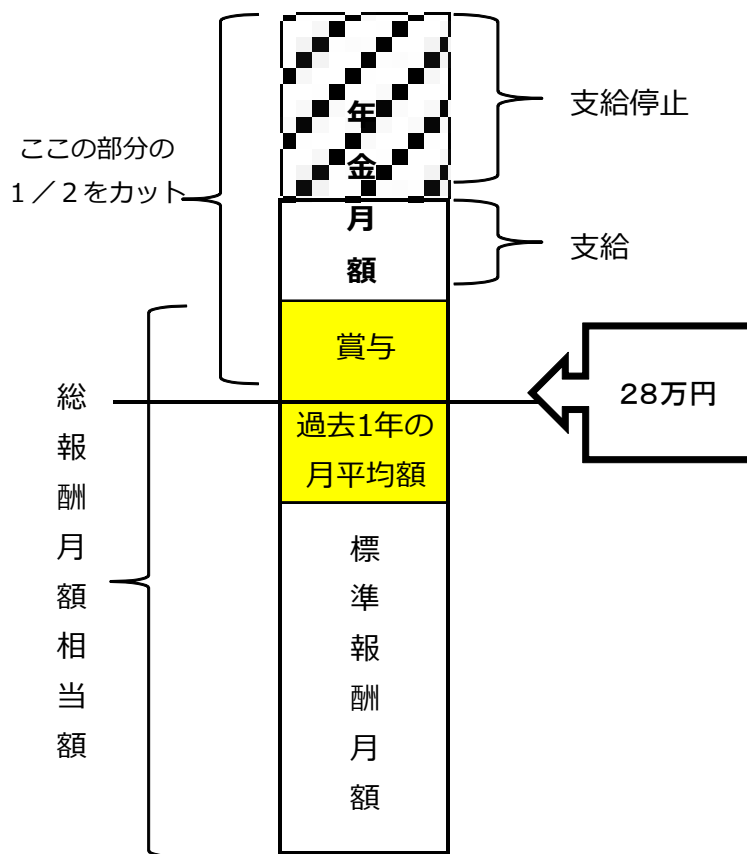 ここの部分の
1／2をカット
年金月額
支給停止
支給
賞与
過去1年の
月平均額
28万円
総報酬月額相当額
標準報酬月額